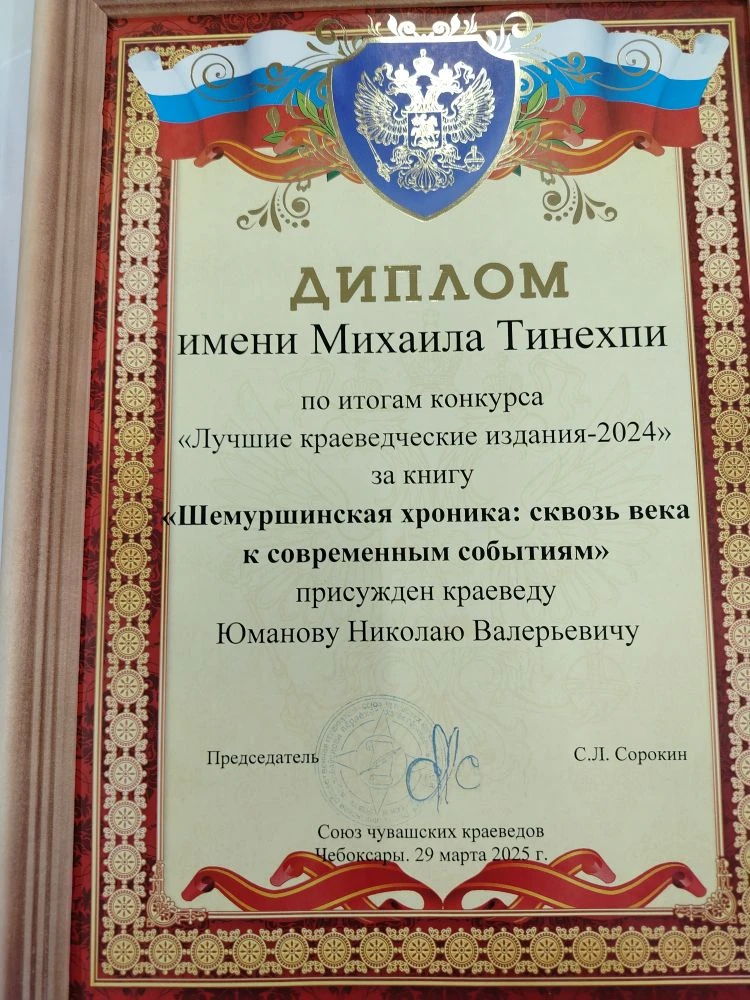 ДИПЛОМ
имени Михаила Тинехпи
по итогам конкурса
«Лучшие краеведческие издания-2024»
за книгу
«Шемуршинская хроника: сквозь века
к современным событиям»
присужден краеведу
Юманову Николаю Валерьевичу
Председатель
С.Л. Сорокин
Союз чувашских краеведов
Чебоксары. 29 марта 2025 г.